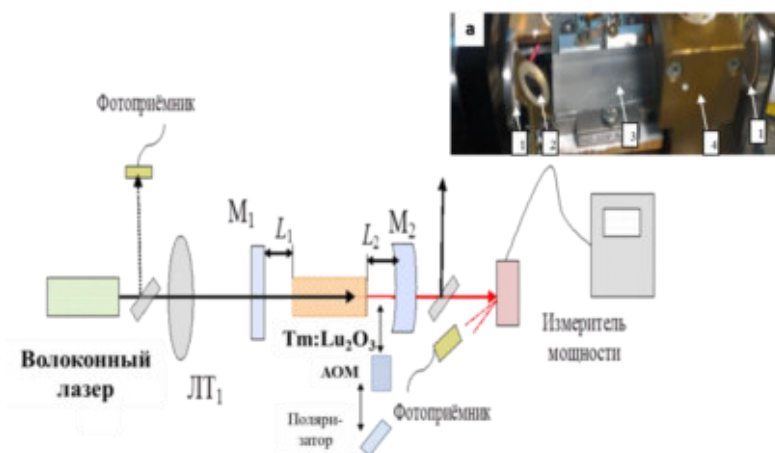 a
Фотоприёмник
1
2
3
4
1
M₁
L₁
L₂
M₂
Tm:Lu₂O₃
Волоконный
лазер
ЛТ₁
АОМ
Поляри-
затор
Фотоприёмник
Измеритель
мощности